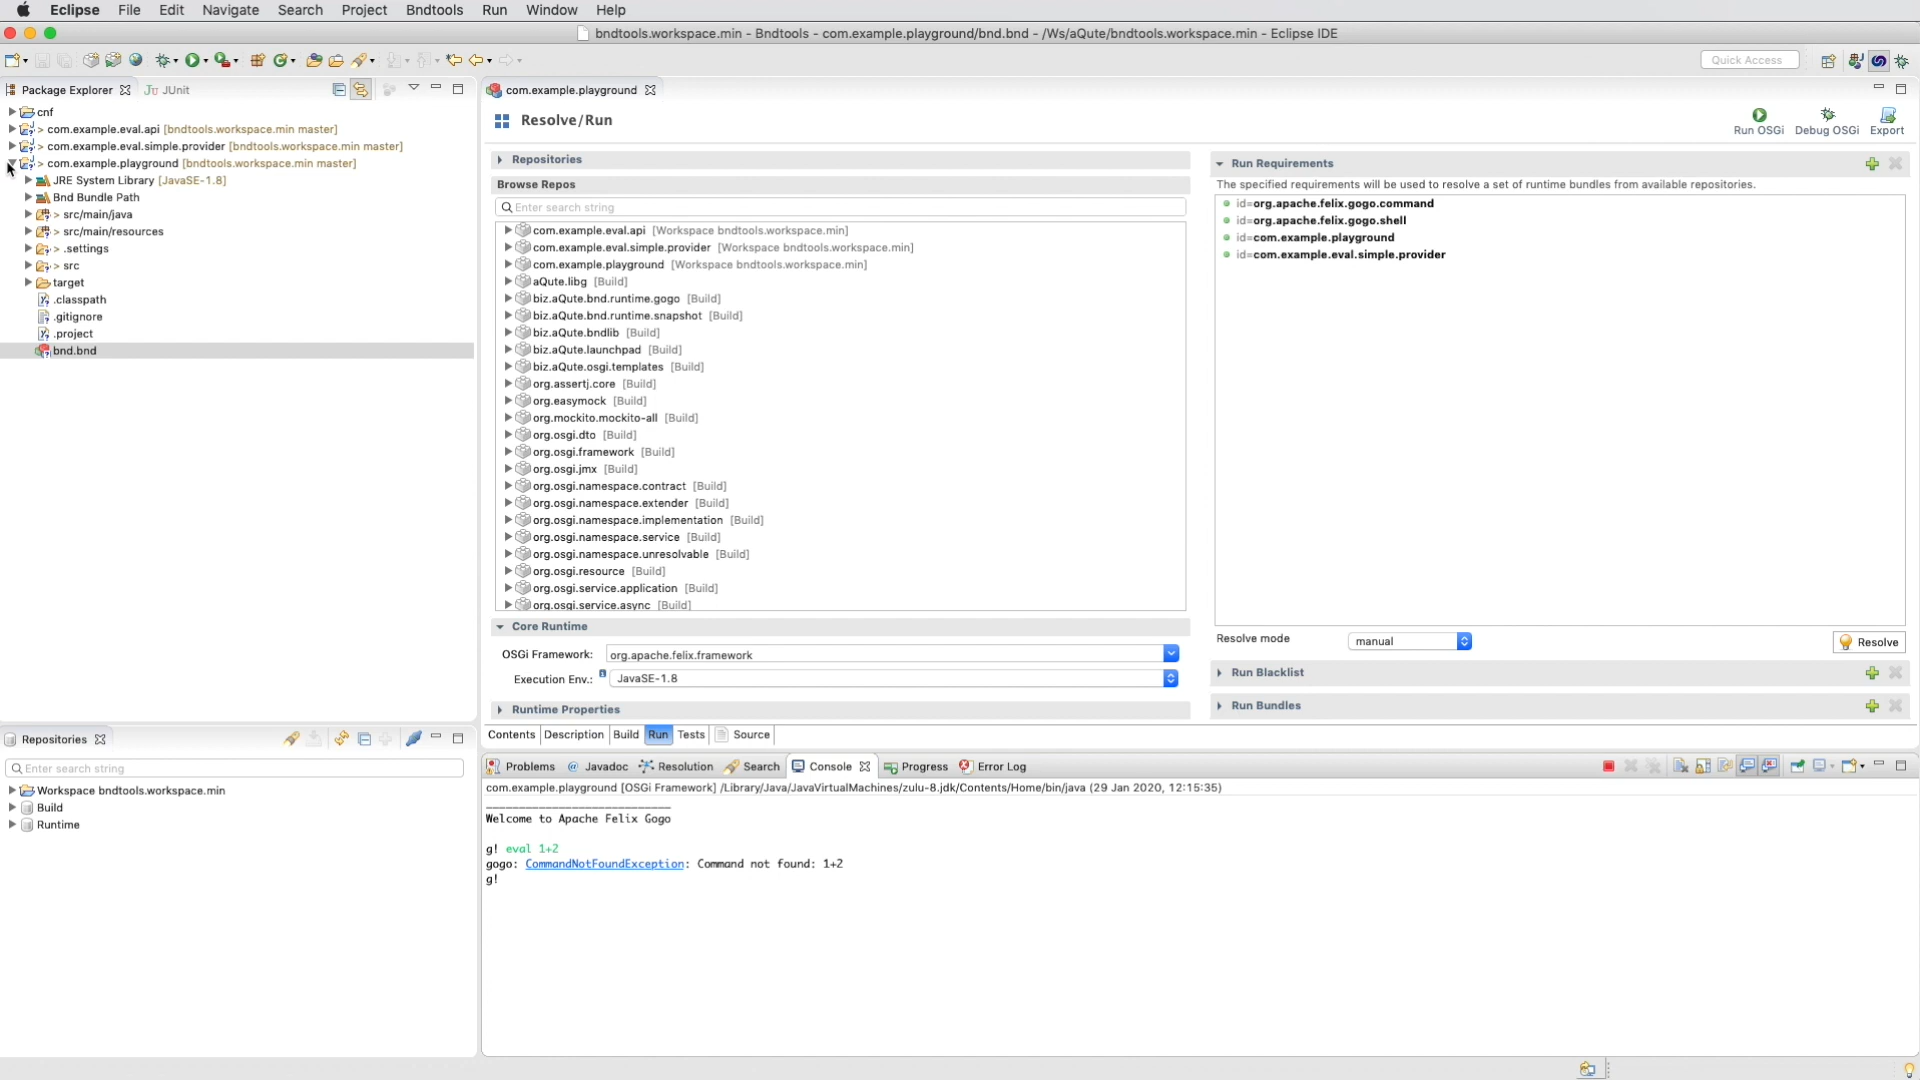 Eclipse File Edit Navigate Search Project Bndtools Run Window Help
bndtools.workspace.min - Bndtools - com.example.playground/bnd.bnd - /Ws/aQute/bndtools.workspace.min - Eclipse IDE
Quick Access
Package Explorer JUnit
cnf
> com.example.eval.api [bndtools.workspace.min master]
> com.example.eval.simple.provider [bndtools.workspace.min master]
> com.example.playground [bndtools.workspace.min master]
JRE System Library [JavaSE-1.8]
Bnd Bundle Path
> src/main/java
> src/main/resources
> .settings
> src
target
.classpath
.gitignore
.project
bnd.bnd
com.example.playground
Resolve/Run
Run OSGi Debug OSGi Export
Repositories
Browse Repos
Enter search string
com.example.eval.api [Workspace bndtools.workspace.min]
com.example.eval.simple.provider [Workspace bndtools.workspace.min]
com.example.playground [Workspace bndtools.workspace.min]
aQute.libg [Build]
biz.aQute.bnd.runtime.gogo [Build]
biz.aQute.bnd.runtime.snapshot [Build]
biz.aQute.bndlib [Build]
biz.aQute.launchpad [Build]
biz.aQute.osgi.templates [Build]
org.assertj.core [Build]
org.easymock [Build]
org.mockito.mockito-all [Build]
org.osgi.dto [Build]
org.osgi.framework [Build]
org.osgi.jmx [Build]
org.osgi.namespace.contract [Build]
org.osgi.namespace.extender [Build]
org.osgi.namespace.implementation [Build]
org.osgi.namespace.service [Build]
org.osgi.namespace.unresolvable [Build]
org.osgi.resource [Build]
org.osgi.service.application [Build]
org.osgi.service.async [Build]
Core Runtime
OSGi Framework: org.apache.felix.framework
Execution Env.: JavaSE-1.8
Runtime Properties
Run Requirements
The specified requirements will be used to resolve a set of runtime bundles from available repositories.
id=org.apache.felix.gogo.command
id=org.apache.felix.gogo.shell
id=com.example.playground
id=com.example.eval.simple.provider
Resolve mode manual Resolve
Run Blacklist
Run Bundles
Contents Description Build Run Tests Source
Repositories
Enter search string
Workspace bndtools.workspace.min
Build
Runtime
Problems Javadoc Resolution Search Console Progress Error Log
com.example.playground [OSGi Framework] /Library/Java/JavaVirtualMachines/zulu-8.jdk/Contents/Home/bin/java (29 Jan 2020, 12:15:35)
____________________________
Welcome to Apache Felix Gogo
g! eval 1+2
gogo: CommandNotFoundException: Command not found: 1+2
g!